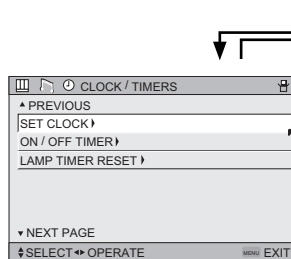 CLOCK / TIMERS
PREVIOUS
SET CLOCK
ON / OFF TIMER
LAMP TIMER RESET
NEXT PAGE
SELECT OPERATE MENU EXIT